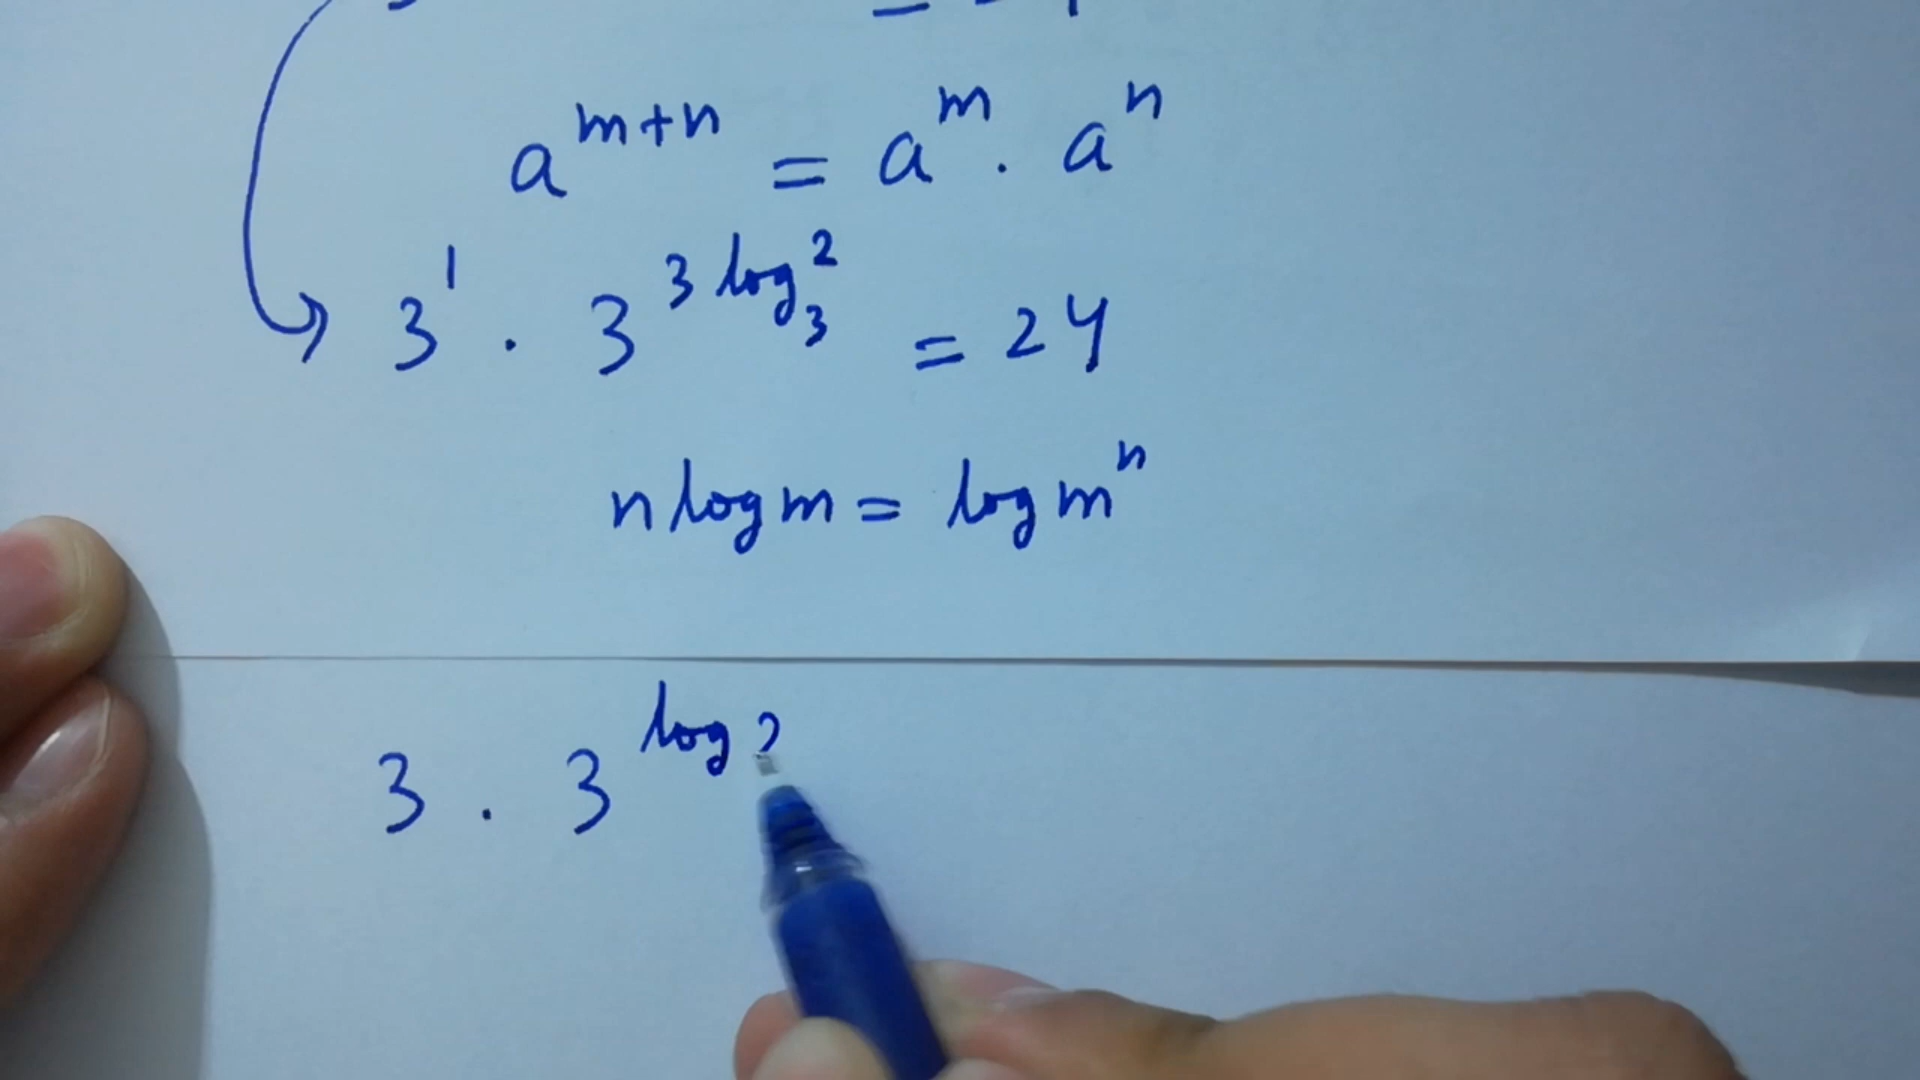 a^{m+n} = a^m . a^n
3^1 . 3^{3 log_3^2} = 24
n log m = log m^n
3 . 3^{log 2}